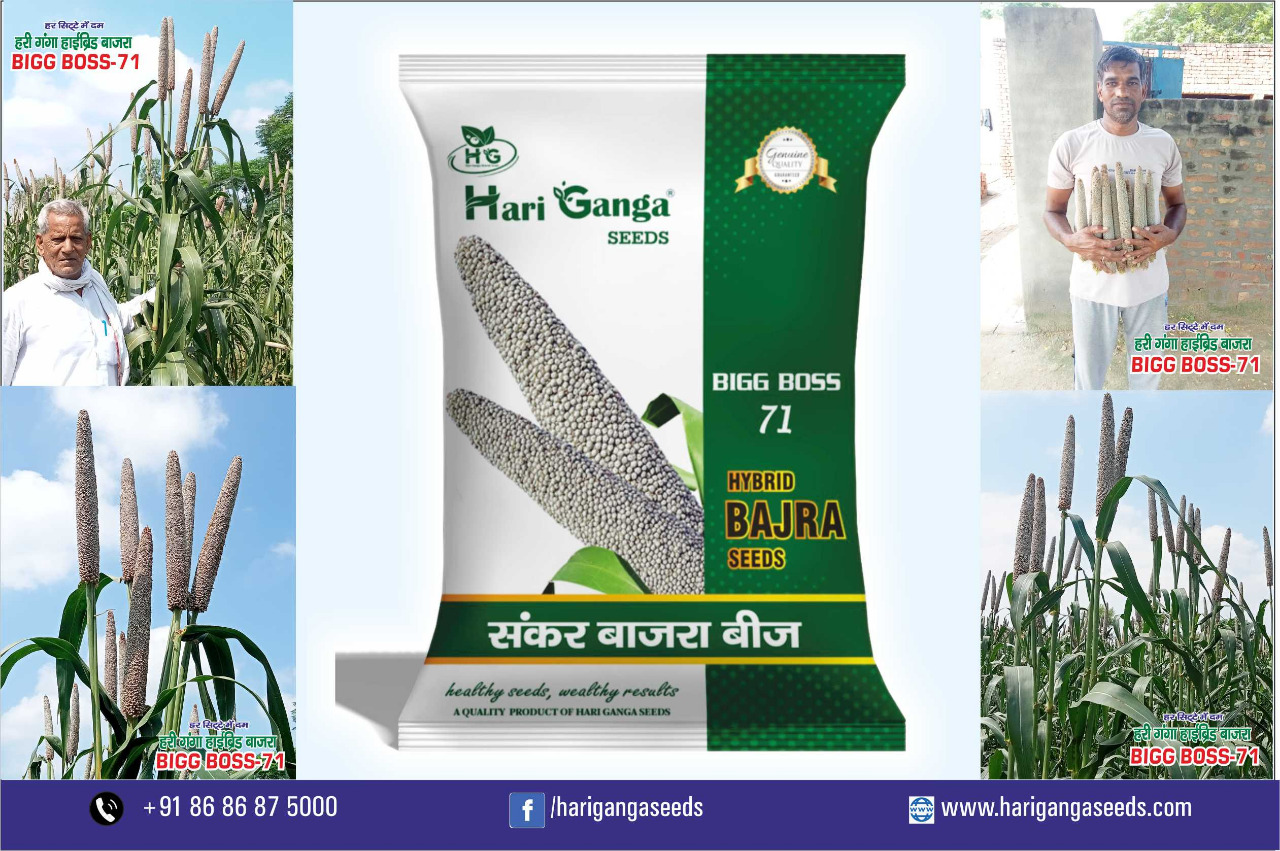 हर सिट्टे में दम
हरी गंगा हाईब्रिड बाजरा
BIGG BOSS-71
HG
Hari Ganga®
SEEDS
Genuine
QUALITY
GUARANTEED
BIGG BOSS
71
HYBRID
BAJRA
SEEDS
संकर बाजरा बीज
healthy seeds, wealthy results
A QUALITY PRODUCT OF HARI GANGA SEEDS
हर सिट्टे में दम
हरी गंगा हाईब्रिड बाजरा
BIGG BOSS-71
हर सिट्टे में दम
हरी गंगा हाईब्रिड बाजरा
BIGG BOSS-71
हर सिट्टे में दम
हरी गंगा हाईब्रिड बाजरा
BIGG BOSS-71
+91 86 86 87 5000
f /harigangaseeds
www www.harigangaseeds.com